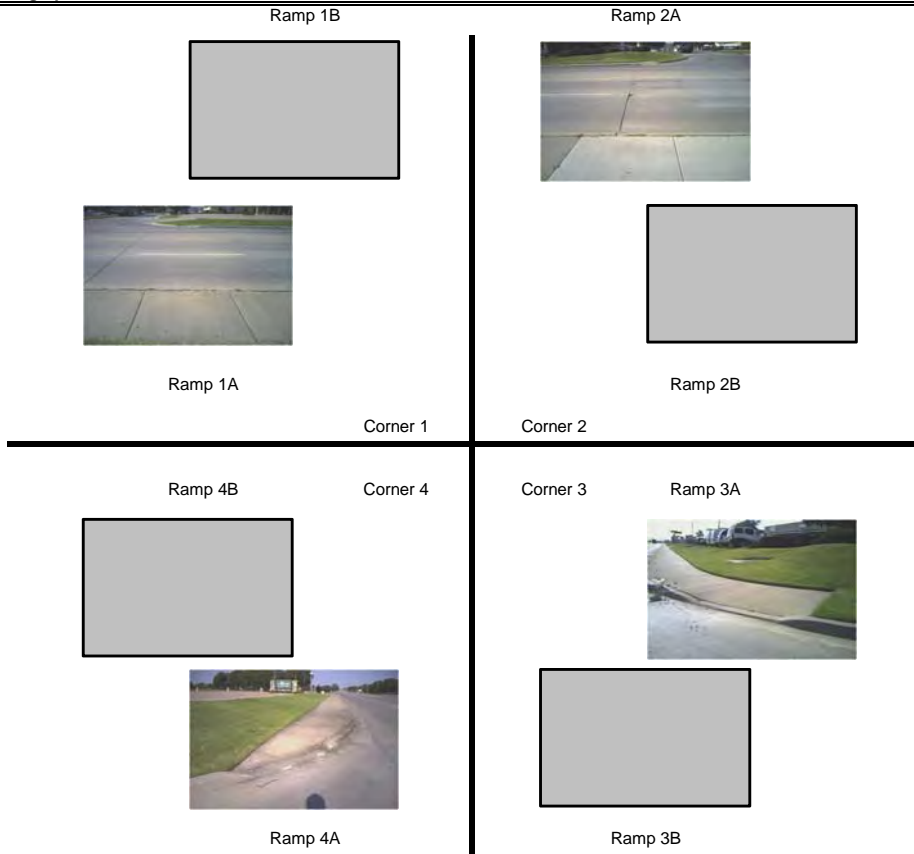 Ramp 1B Ramp 2A
Ramp 1A Ramp 2B
Corner 1 Corner 2
Ramp 4B Corner 4 Corner 3 Ramp 3A
Ramp 4A Ramp 3B